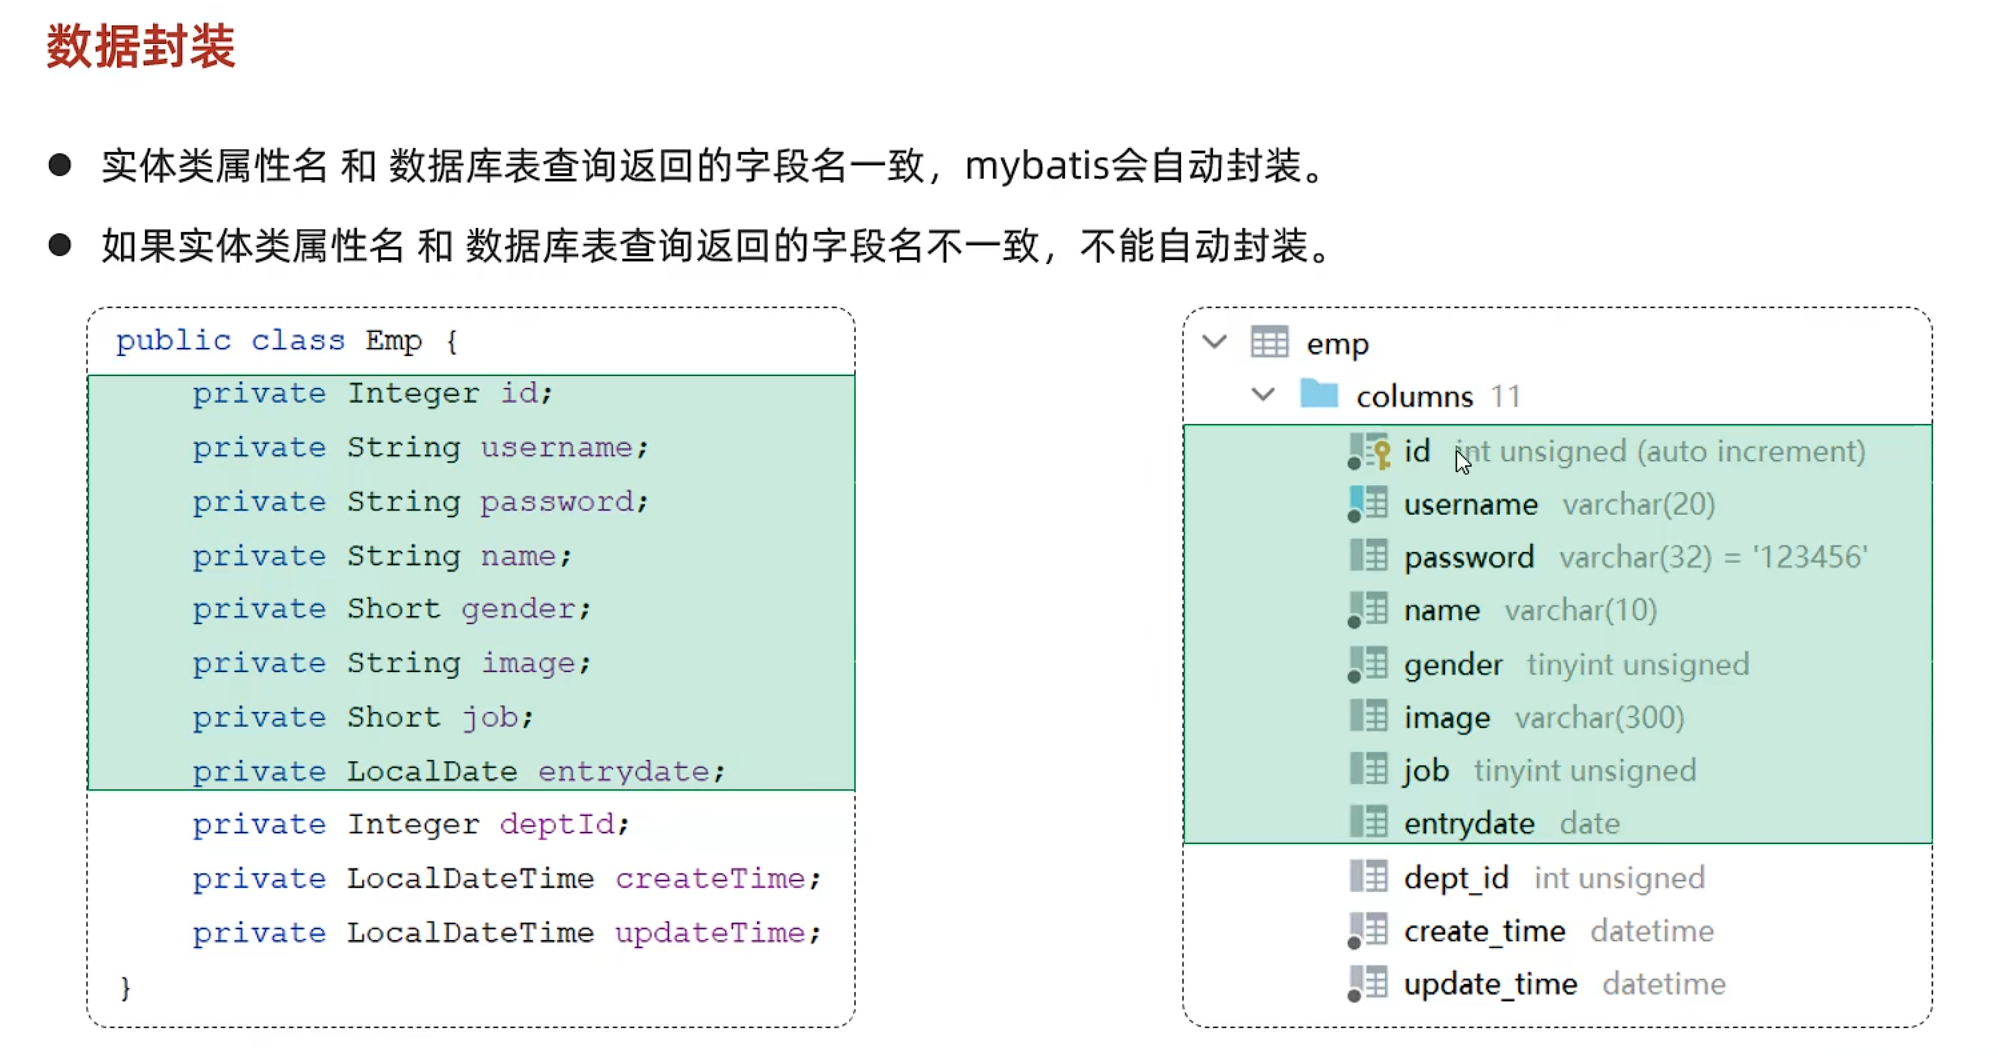 数据封装
实体类属性名 和 数据库表查询返回的字段名一致，mybatis会自动封装。
如果实体类属性名 和 数据库表查询返回的字段名不一致，不能自动封装。
public class Emp {
private Integer id;
private String username;
private String password;
private String name;
private Short gender;
private String image;
private Short job;
private LocalDate entrydate;
private Integer deptId;
private LocalDateTime createTime;
private LocalDateTime updateTime;
}
emp
columns 11
id int unsigned (auto increment)
username varchar(20)
password varchar(32) = '123456'
name varchar(10)
gender tinyint unsigned
image varchar(300)
job tinyint unsigned
entrydate date
dept_id int unsigned
create_time datetime
update_time datetime